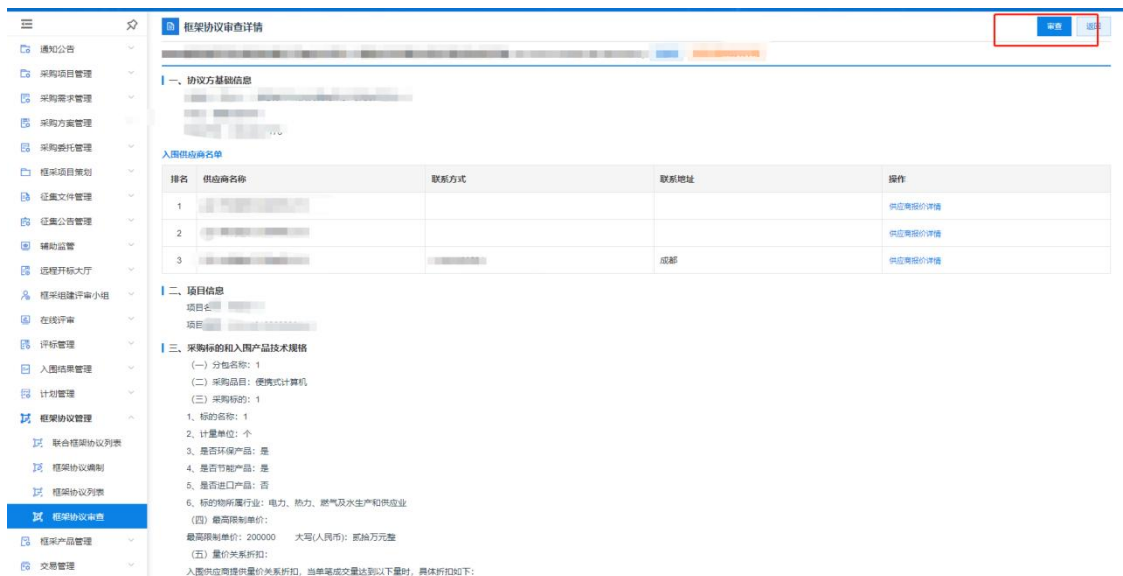 框架协议审查详情
审查
返回
通知公告
采购项目管理
采购需求管理
采购方案管理
采购委托管理
框采项目策划
征集文件管理
征集公告管理
辅助监管
远程开标大厅
框采组建评审小组
在线评审
评标管理
入围结果管理
计划管理
框架协议管理
联合框架协议列表
框架协议编制
框架协议列表
框架协议审查
框采产品管理
交易管理
一、协议方基础信息
入围供应商名单
排名 供应商名称 联系方式 联系地址 操作
1 供应商报价详情
2 供应商报价详情
3 成都 供应商报价详情
二、项目信息
项目名
项目
三、采购标的和入围产品技术规格
（一）分包名称：1
（二）采购品目：便携式计算机
（三）采购标的：1
1、标的名称：1
2、计量单位：个
3、是否环保产品：是
4、是否节能产品：是
5、是否进口产品：否
6、标的物所属行业：电力、热力、燃气及水生产和供应业
（四）最高限制单价：
最高限制单价：200000 大写(人民币)：贰拾万元整
（五）量价关系折扣：
入围供应商提供量价关系折扣，当单笔成交量达到以下量时，具体折扣如下：